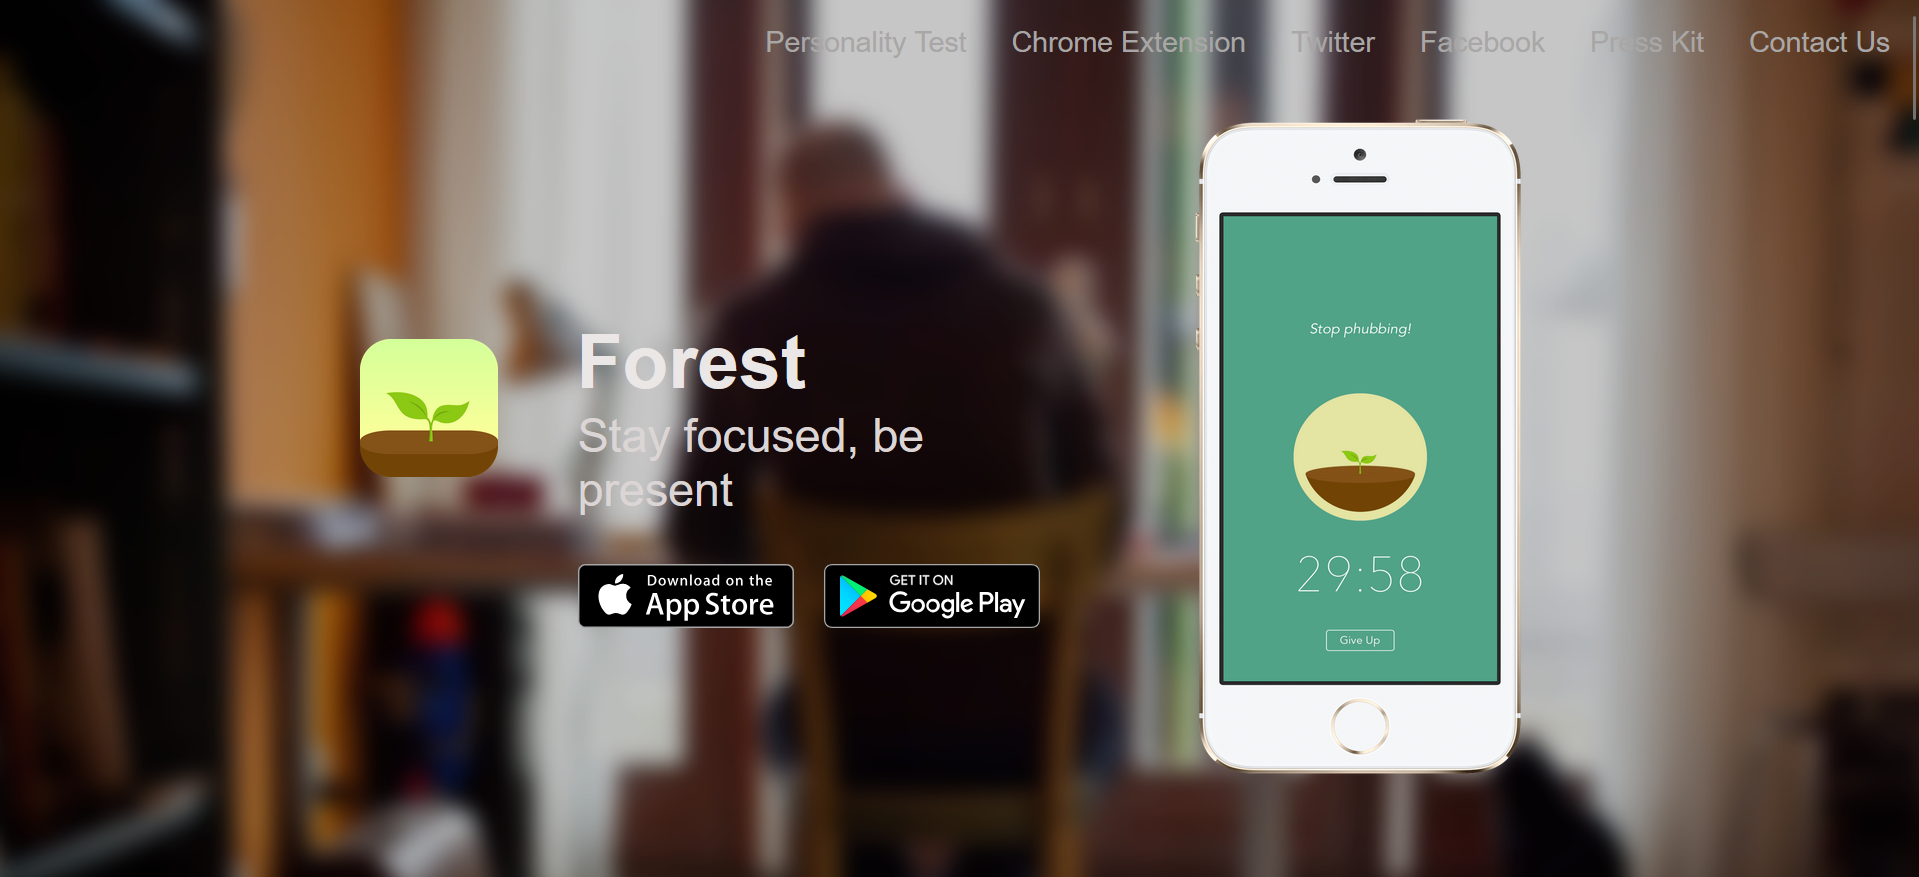 Personality Test Chrome Extension Twitter Facebook Press Kit Contact Us
Forest
Stay focused, be
present
Download on the
App Store
GET IT ON
Google Play
Stop phubbing!
29:58
Give Up